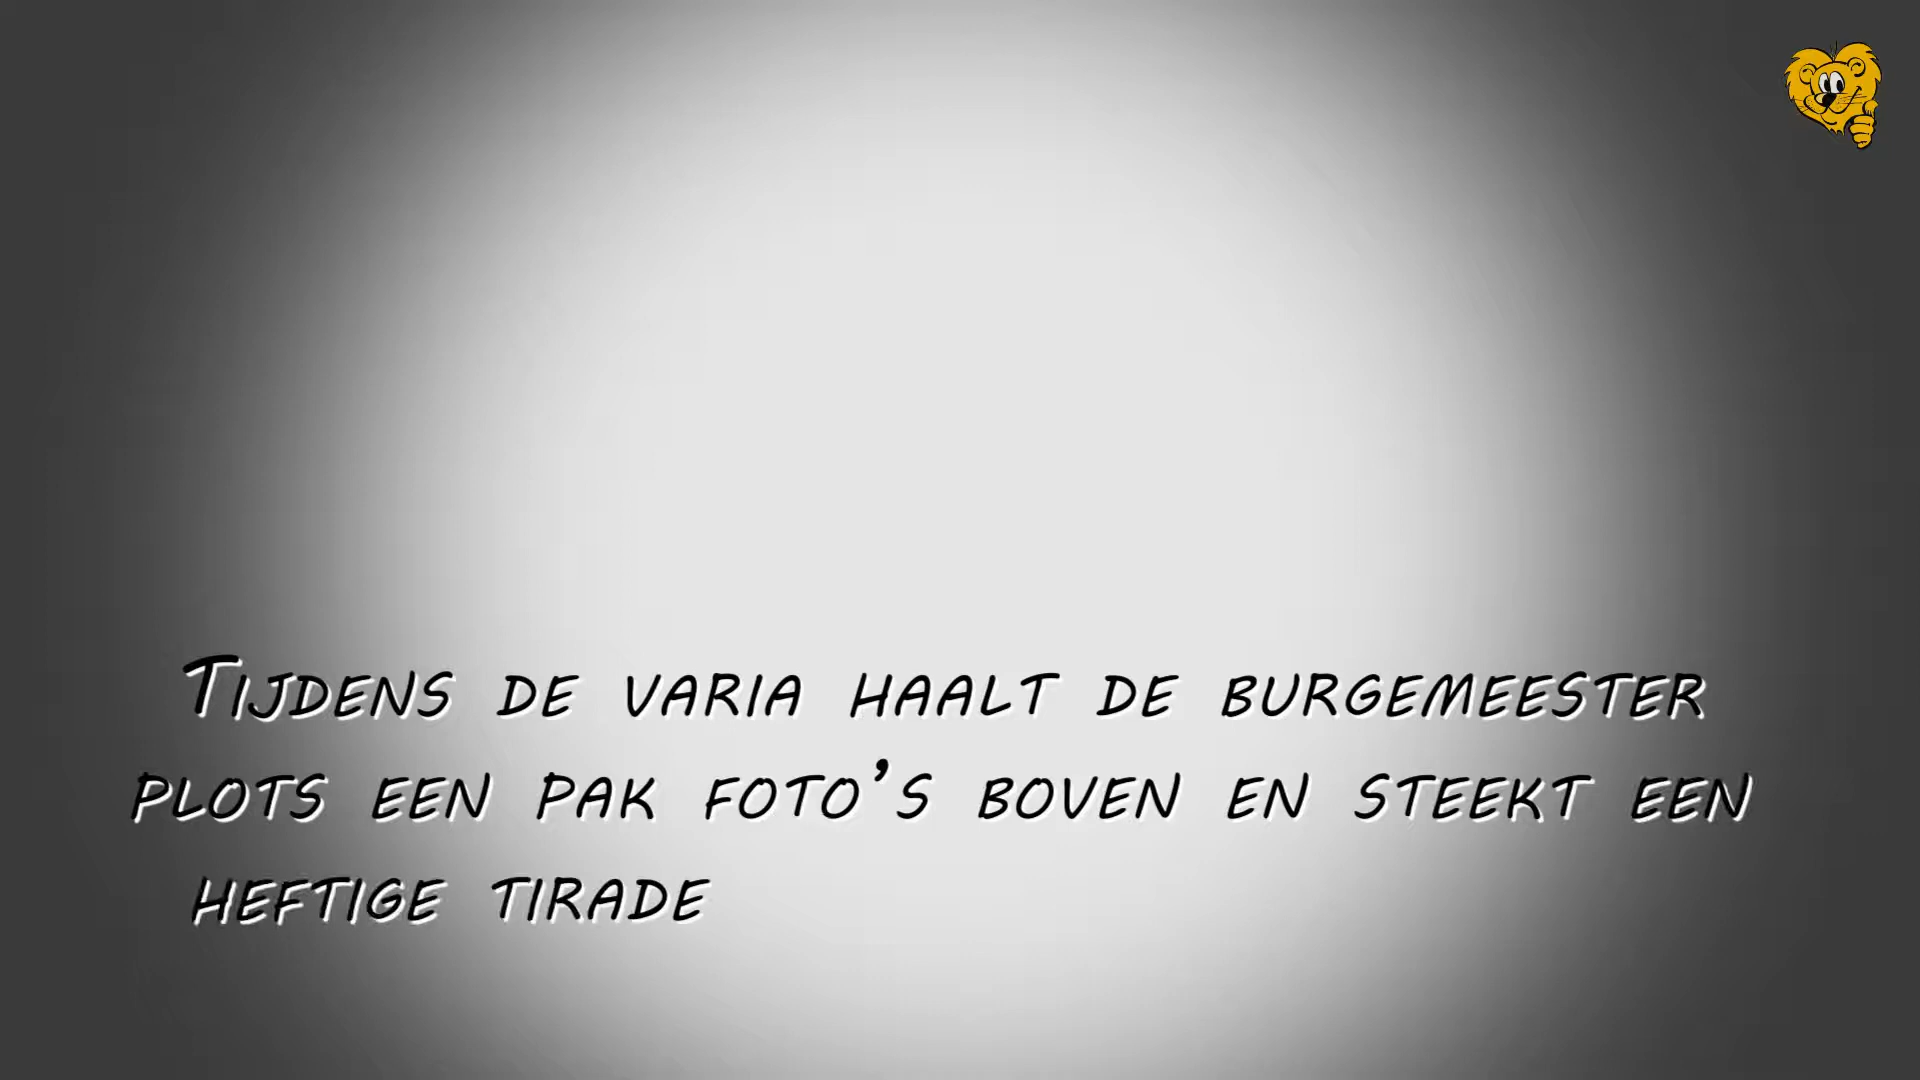 Tijdens de varia haalt de burgemeester
plots een pak foto’s boven en steekt een
heftige tirade